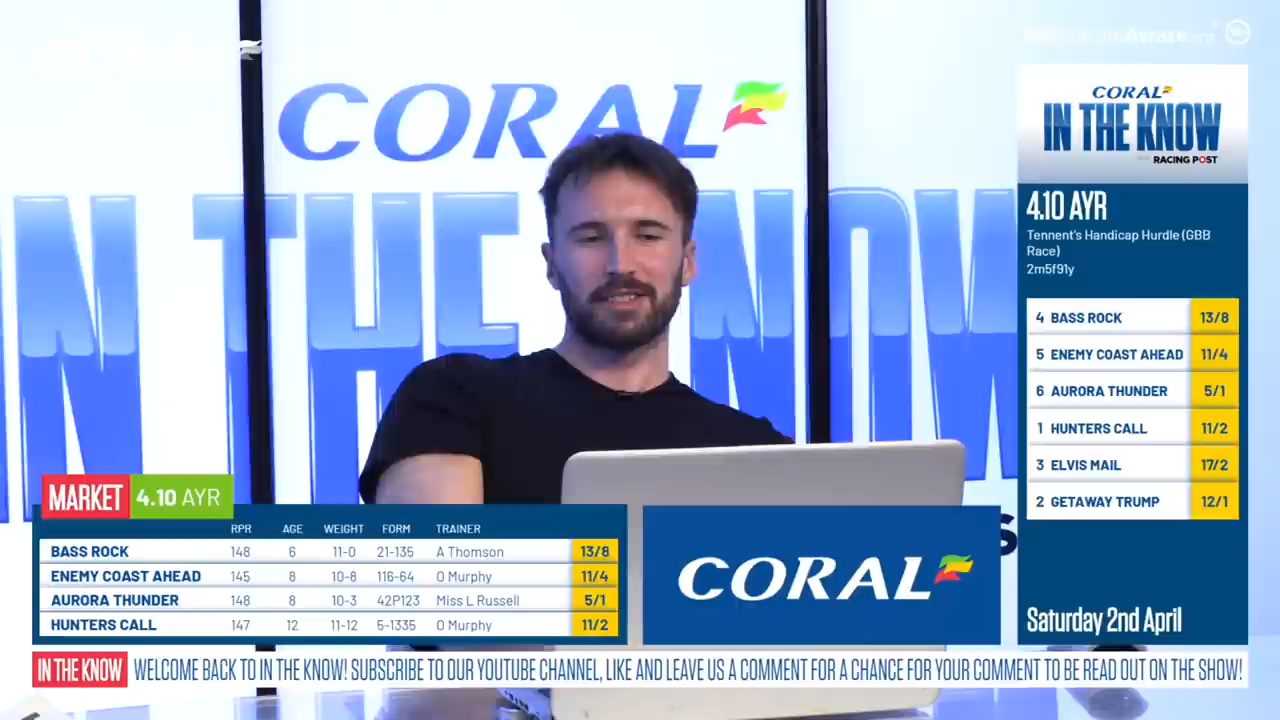 BeGambleAware.org
CORAL
IN THE KNOW
CORAL
IN THE KNOW
WITH RACING POST
4.10 AYR
Tennent's Handicap Hurdle (GBB
Race)
2m5f91y
4 BASS ROCK 13/8
5 ENEMY COAST AHEAD 11/4
6 AURORA THUNDER 5/1
1 HUNTERS CALL 11/2
3 ELVIS MAIL 17/2
2 GETAWAY TRUMP 12/1
Saturday 2nd April
MARKET 4.10 AYR
RPR AGE WEIGHT FORM TRAINER
BASS ROCK 148 6 11-0 21-135 A Thomson 13/8
ENEMY COAST AHEAD 145 8 10-8 116-64 O Murphy 11/4
AURORA THUNDER 148 8 10-3 42P123 Miss L Russell 5/1
HUNTERS CALL 147 12 11-12 5-1335 O Murphy 11/2
CORAL
IN THE KNOW WELCOME BACK TO IN THE KNOW! SUBSCRIBE TO OUR YOUTUBE CHANNEL, LIKE AND LEAVE US A COMMENT FOR A CHANCE FOR YOUR COMMENT TO BE READ OUT ON THE SHOW!